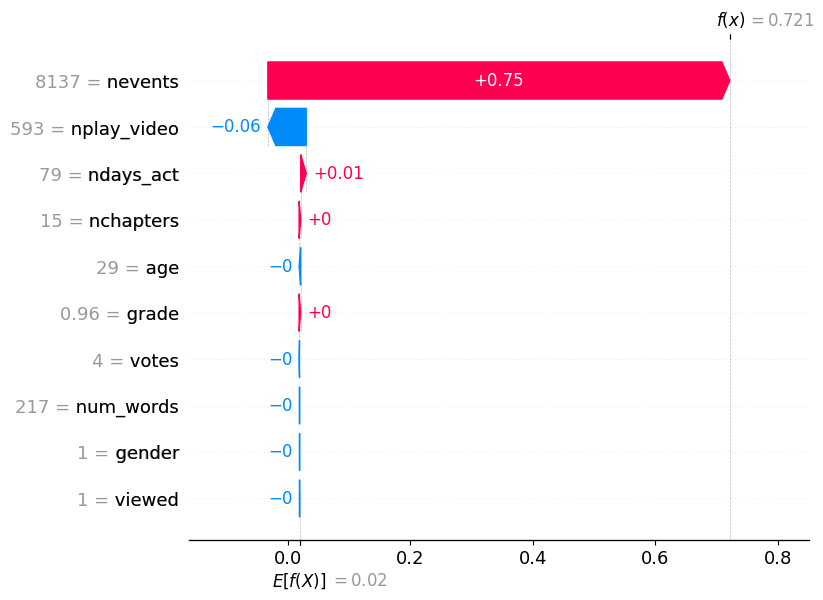 f(x) = 0.721
8137 = nevents +0.75
593 = nplay_video −0.06
79 = ndays_act +0.01
15 = nchapters +0
29 = age −0
0.96 = grade +0
4 = votes −0
217 = num_words −0
1 = gender −0
1 = viewed −0
0.0 0.2 0.4 0.6 0.8
E[f(X)] = 0.02